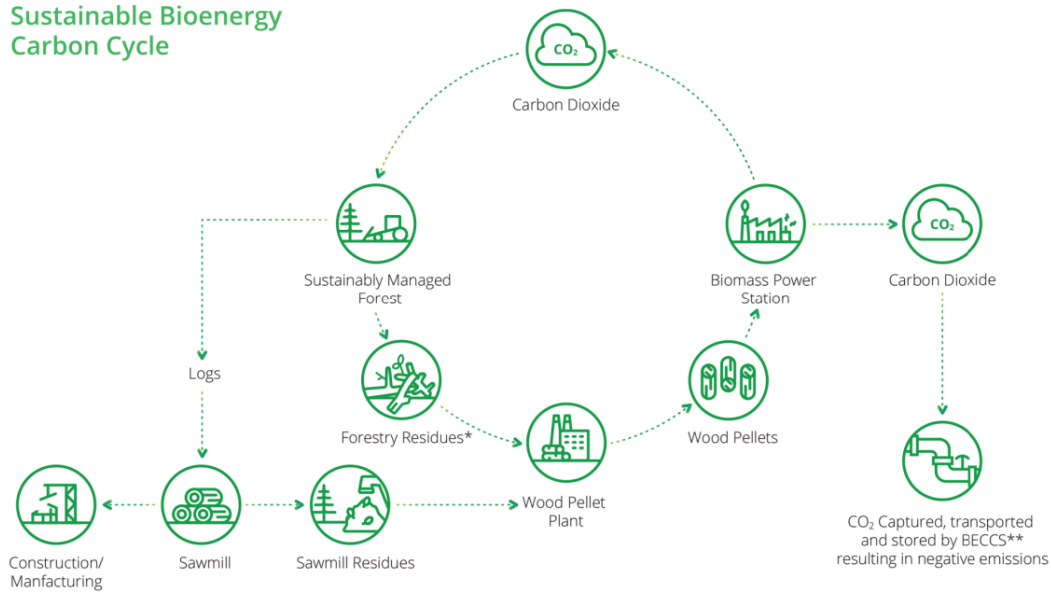 Sustainable Bioenergy
Carbon Cycle
CO₂
Carbon Dioxide
Sustainably Managed
Forest
Biomass Power
Station
CO₂
Carbon Dioxide
Logs
Forestry Residues*
Wood Pellets
Wood Pellet
Plant
Construction/
Manfacturing
Sawmill
Sawmill Residues
CO₂ Captured, transported
and stored by BECCS**
resulting in negative emissions